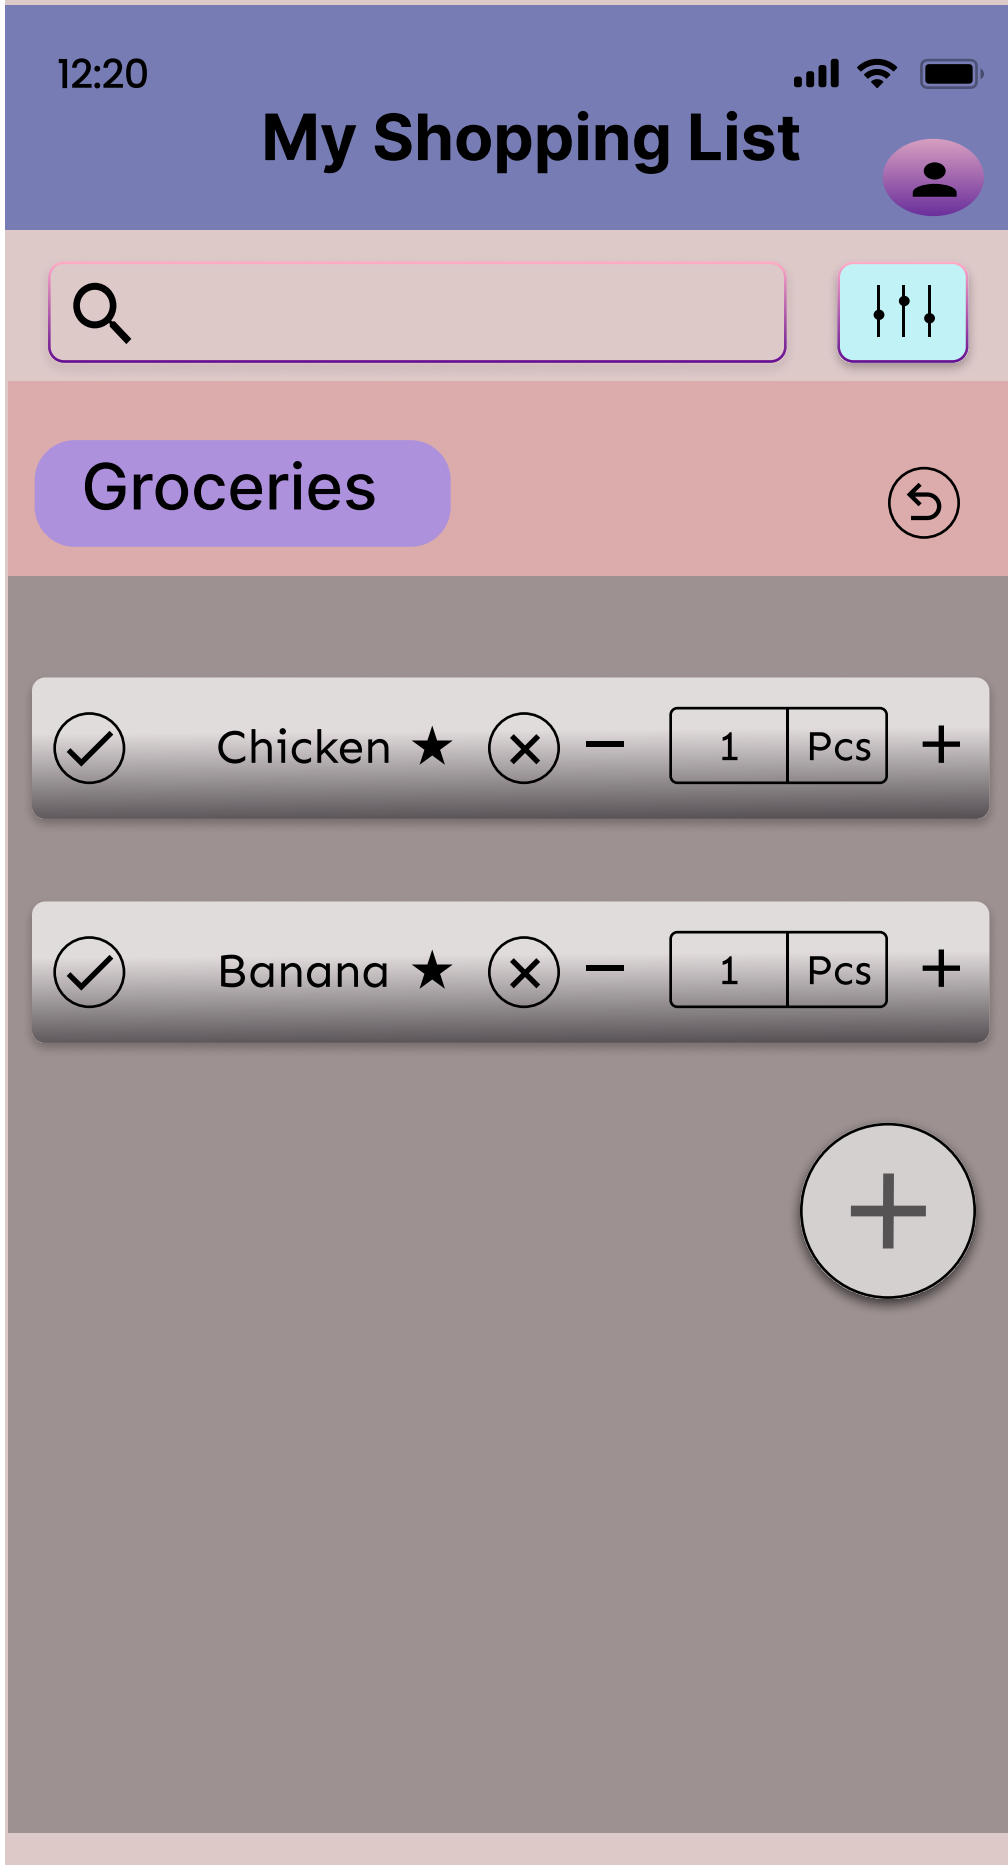 12:20
My Shopping List
Groceries
Chicken ★ 1 Pcs
Banana ★ 1 Pcs